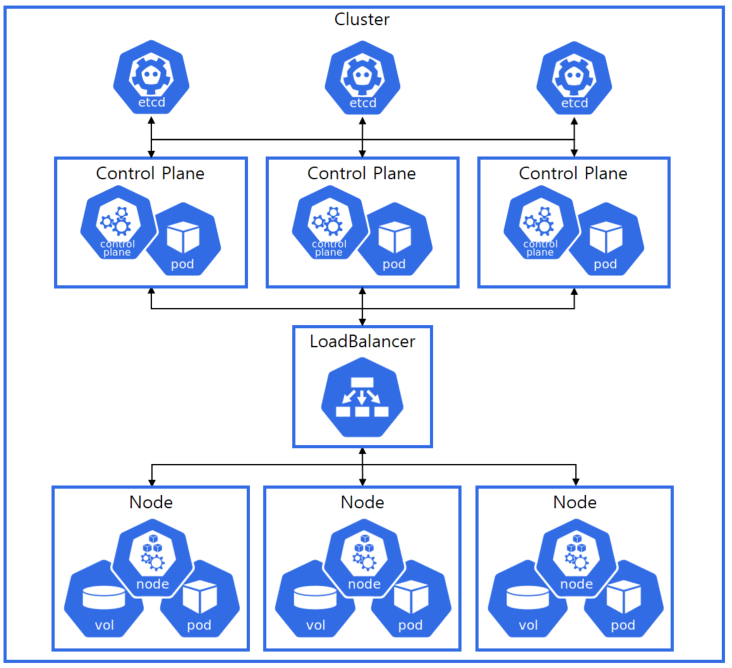 Cluster
etcd
etcd
etcd
Control Plane
control
plane
pod
Control Plane
control
plane
pod
Control Plane
control
plane
pod
LoadBalancer
Node
node
vol
pod
Node
node
vol
pod
Node
node
vol
pod